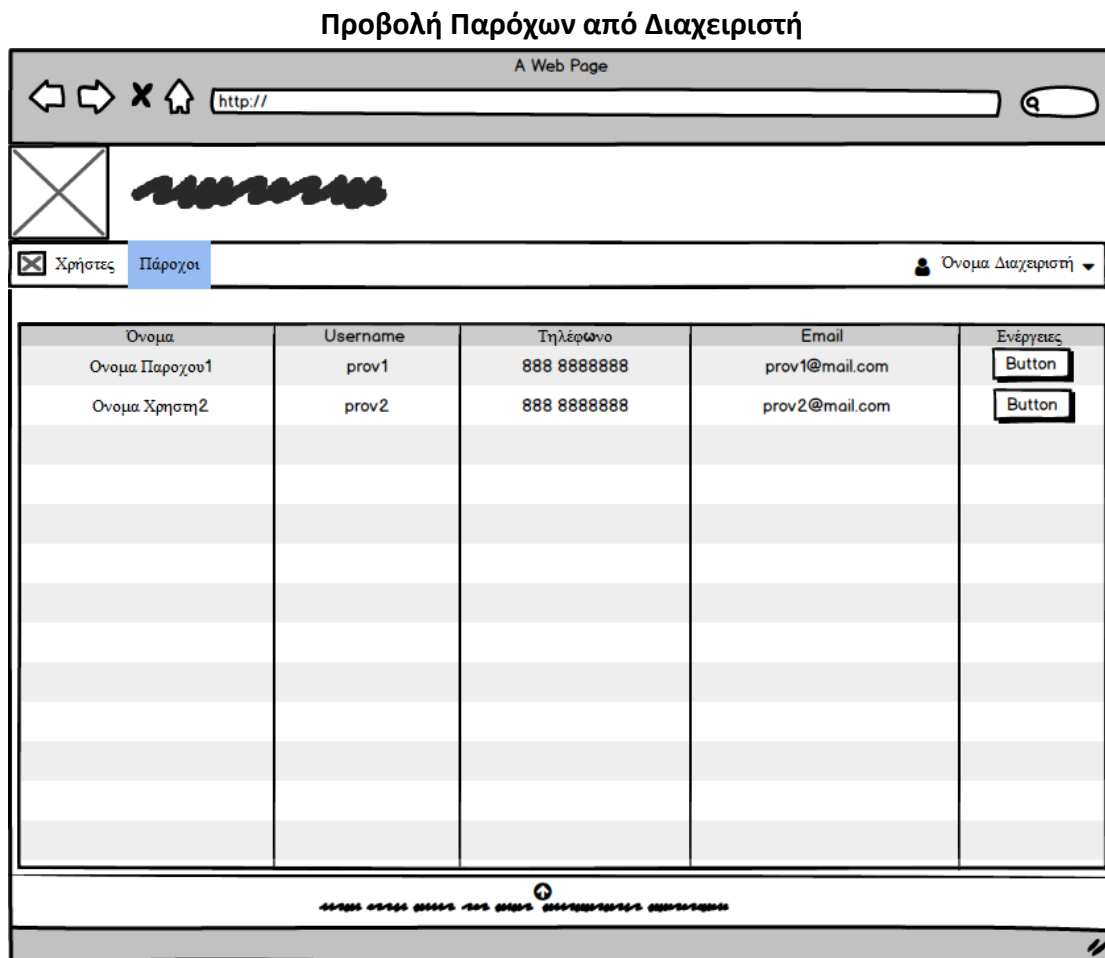 Προβολή Παρόχων από Διαχειριστή
A Web Page
http://
Χρήστες Πάροχοι Όνομα Διαχειριστή
Όνομα Username Τηλέφωνο Email Ενέργειες
Ονομα Παροχου1 prov1 888 8888888 prov1@mail.com Button
Ονομα Χρηστη2 prov2 888 8888888 prov2@mail.com Button